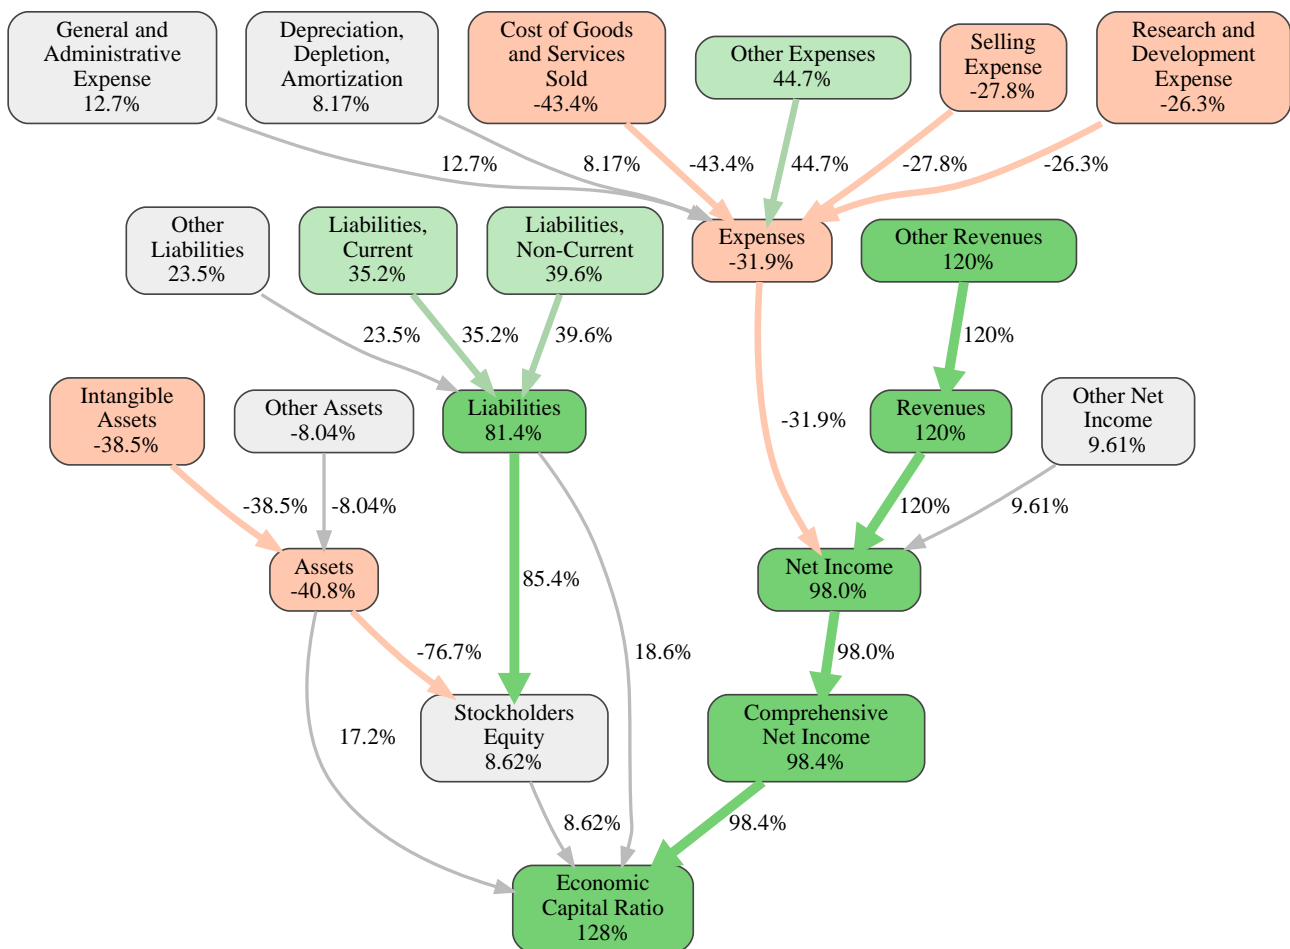 General and
Administrative
Expense
12.7%
Depreciation,
Depletion,
Amortization
8.17%
Cost of Goods
and Services
Sold
-43.4%
Other Expenses
44.7%
Selling
Expense
-27.8%
Research and
Development
Expense
-26.3%
12.7%
8.17%
-43.4%
44.7%
-27.8%
-26.3%
Other
Liabilities
23.5%
Liabilities,
Current
35.2%
Liabilities,
Non-Current
39.6%
Expenses
-31.9%
Other Revenues
120%
23.5%
35.2%
39.6%
120%
Intangible
Assets
-38.5%
Other Assets
-8.04%
Liabilities
81.4%
-31.9%
Revenues
120%
Other Net
Income
9.61%
-38.5%
-8.04%
120%
9.61%
Assets
-40.8%
85.4%
Net Income
98.0%
-76.7%
18.6%
98.0%
17.2%
Stockholders
Equity
8.62%
Comprehensive
Net Income
98.4%
8.62%
98.4%
Economic
Capital Ratio
128%